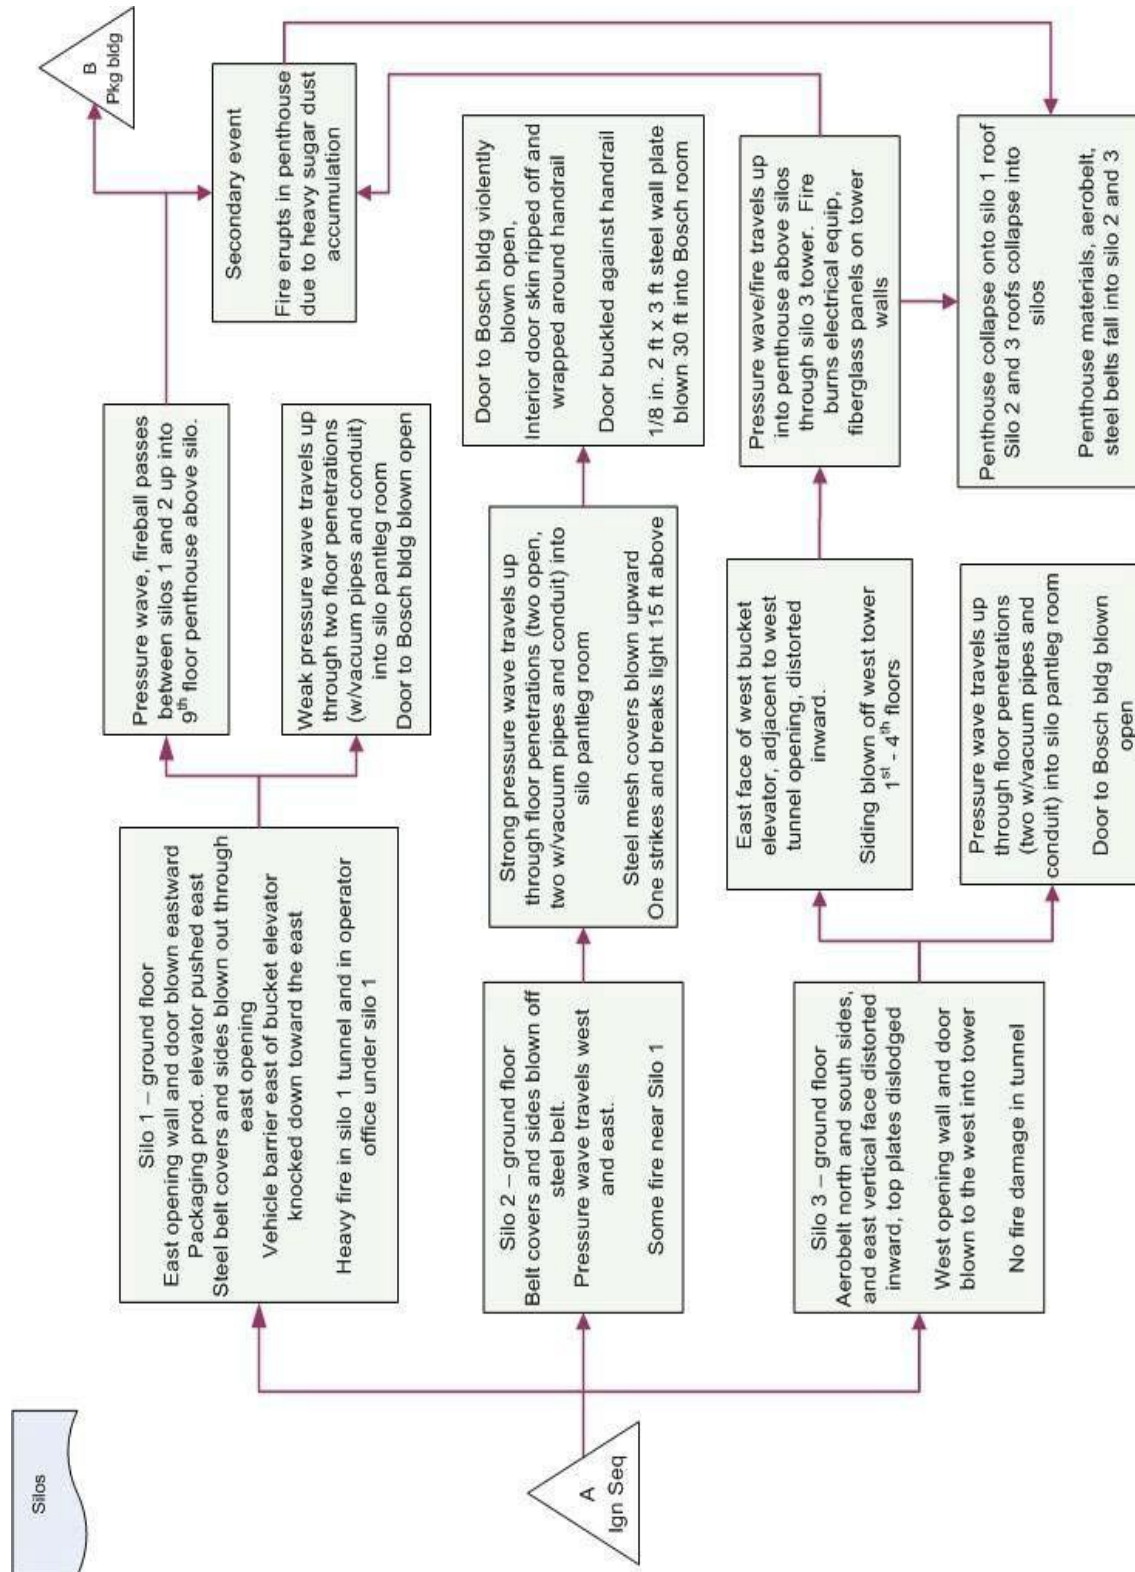 Silos
A
Ign Seq
Silo 1 – ground floor
East opening wall and door blown eastward
Packaging prod. elevator pushed east
Steel belt covers and sides blown out through
east opening
Vehicle barrier east of bucket elevator
knocked down toward the east
Heavy fire in silo 1 tunnel and in operator
office under silo 1
Silo 2 – ground floor
Belt covers and sides blown off
steel belt.
Pressure wave travels west
and east.
Some fire near Silo 1
Silo 3 – ground floor
Aerobelt north and south sides,
and east vertical face distorted
inward, top plates dislodged
West opening wall and door
blown to the west into tower
No fire damage in tunnel
Pressure wave, fireball passes
between silos 1 and 2 up into
9th floor penthouse above silo.
Weak pressure wave travels up
through two floor penetrations
(w/vacuum pipes and conduit)
into silo pantleg room
Door to Bosch bldg blown open
Strong pressure wave travels up
through floor penetrations (two open,
two w/vacuum pipes and conduit) into
silo pantleg room
Steel mesh covers blown upward
One strikes and breaks light 15 ft above
East face of west bucket
elevator, adjacent to west
tunnel opening, distorted
inward.
Siding blown off west tower
1st - 4th floors
Pressure wave travels up
through floor penetrations
(two w/vacuum pipes and
conduit) into silo pantleg room
Door to Bosch bldg blown
open
B
Pkg bldg
Secondary event
Fire erupts in penthouse
due to heavy sugar dust
accumulation
Door to Bosch bldg violently
blown open,
Interior door skin ripped off and
wrapped around handrail
Door buckled against handrail
1/8 in. 2 ft x 3 ft steel wall plate
blown 30 ft into Bosch room
Pressure wave/fire travels up
into penthouse above silos
through silo 3 tower. Fire
burns electrical equip,
fiberglass panels on tower
walls
Penthouse collapse onto silo 1 roof
Silo 2 and 3 roofs collapse into
silos
Penthouse materials, aerobelt,
steel belts fall into silo 2 and 3